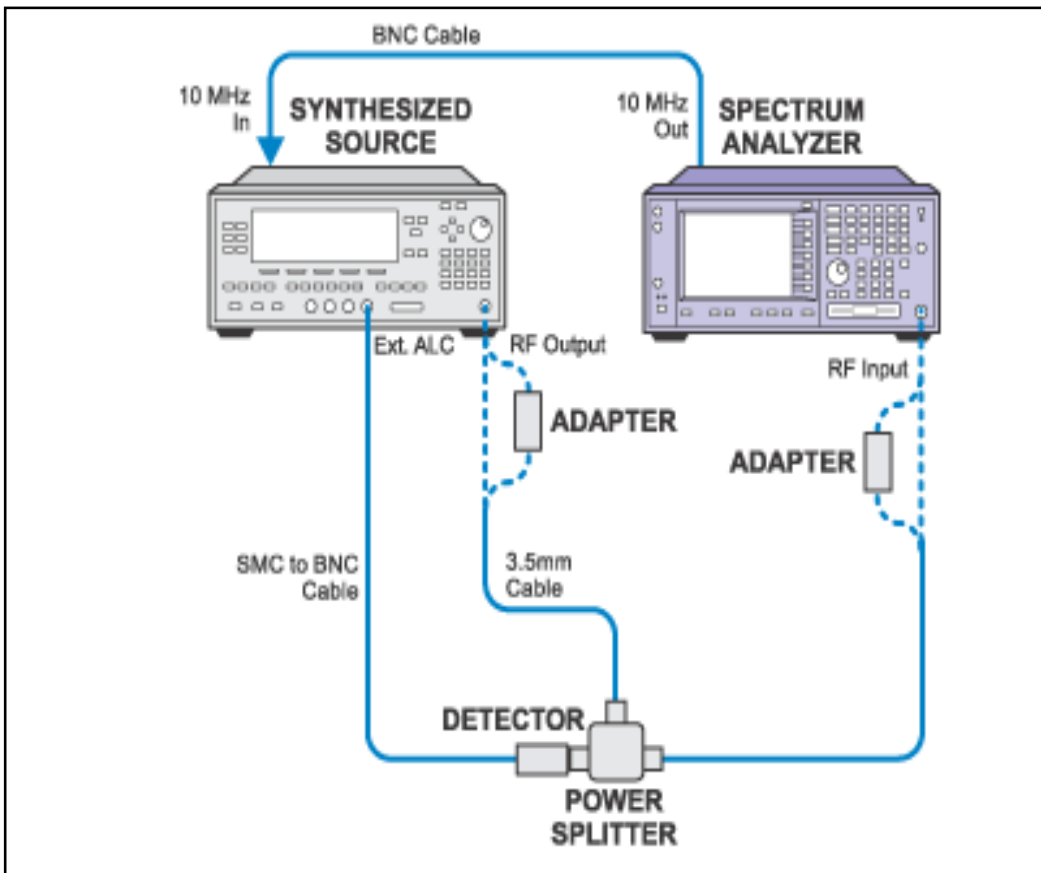 BNC Cable
10 MHz
In
SYNTHESIZED
SOURCE
10 MHz
Out
SPECTRUM
ANALYZER
Ext. ALC
RF Output
RF Input
ADAPTER
ADAPTER
SMC to BNC
Cable
3.5mm
Cable
DETECTOR
POWER
SPLITTER